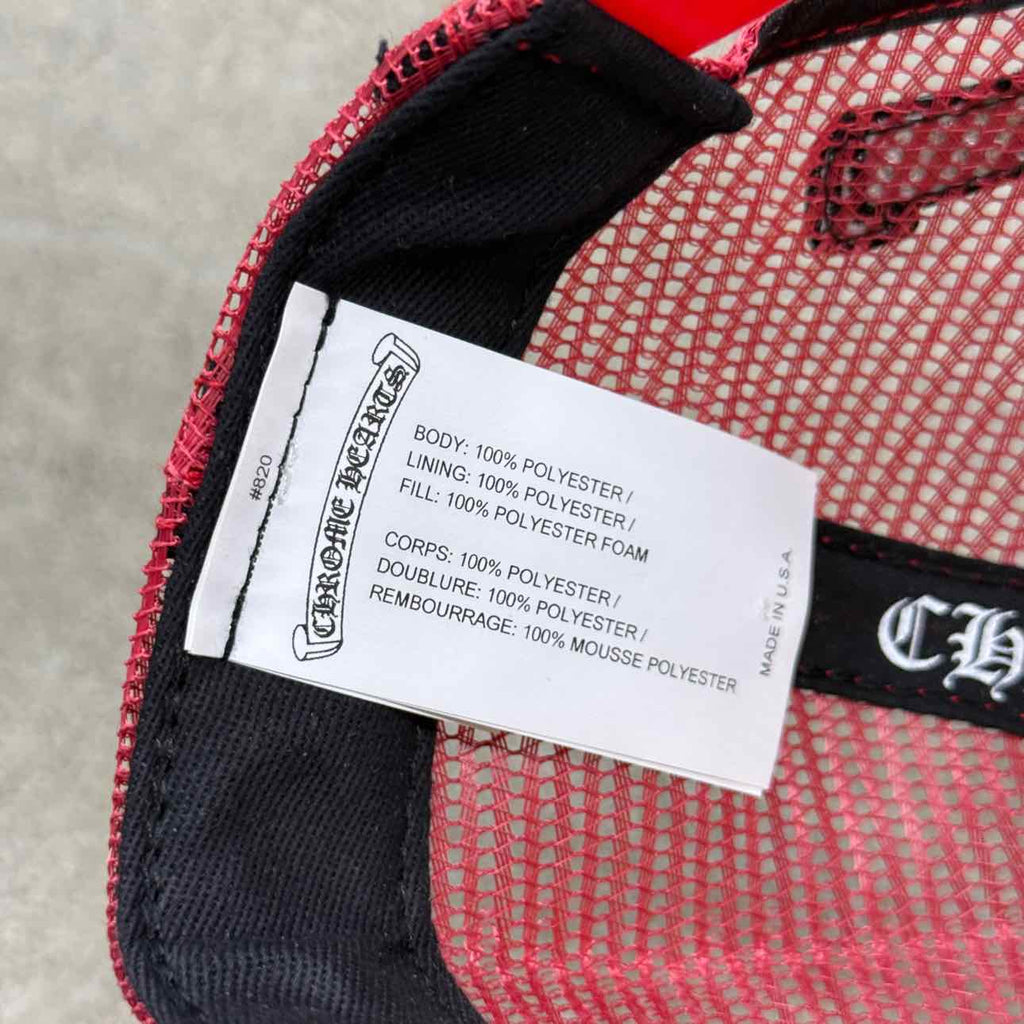 #820
CHROME HEARTS
BODY: 100% POLYESTER /
LINING: 100% POLYESTER /
FILL: 100% POLYESTER FOAM
CORPS: 100% POLYESTER /
DOUBLURE: 100% POLYESTER /
REMBOURRAGE: 100% MOUSSE POLYESTER
MADE IN U.S.A.
CH